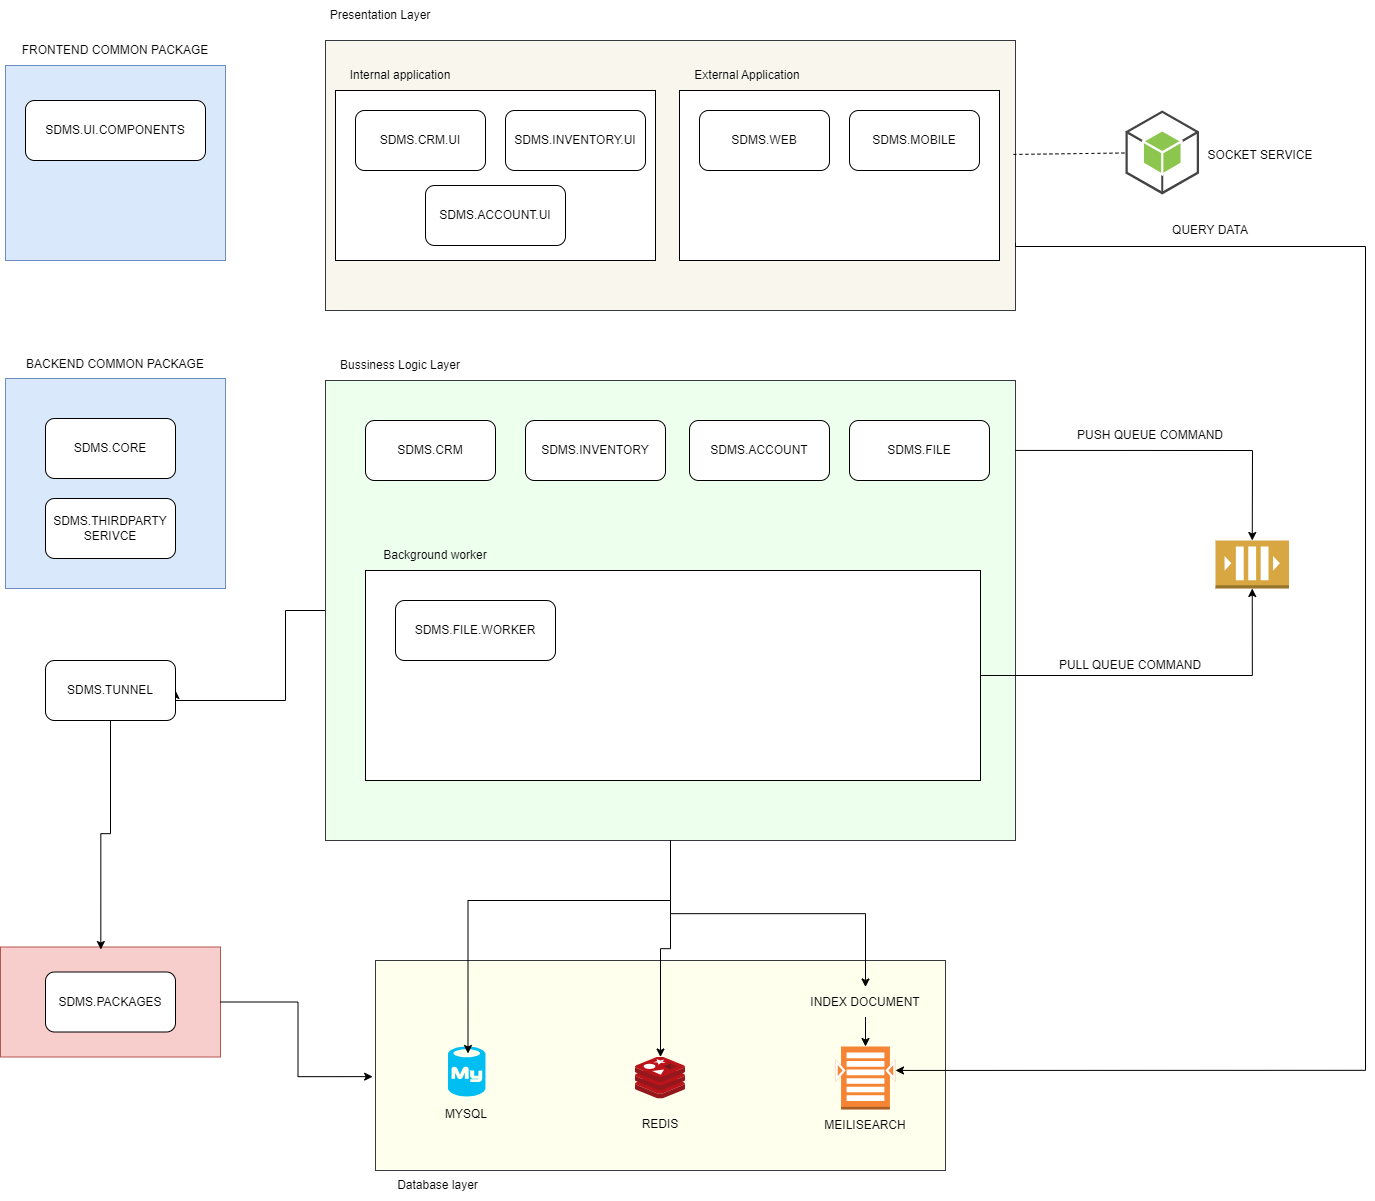 Presentation Layer
FRONTEND COMMON PACKAGE
Internal application
External Application
SDMS.UI.COMPONENTS
SDMS.CRM.UI
SDMS.INVENTORY.UI
SDMS.WEB
SDMS.MOBILE
SOCKET SERVICE
SDMS.ACCOUNT.UI
QUERY DATA
BACKEND COMMON PACKAGE
Bussiness Logic Layer
SDMS.CORE
SDMS.CRM
SDMS.INVENTORY
SDMS.ACCOUNT
SDMS.FILE
PUSH QUEUE COMMAND
SDMS.THIRDPARTY
SERIVCE
Background worker
SDMS.FILE.WORKER
PULL QUEUE COMMAND
SDMS.TUNNEL
SDMS.PACKAGES
INDEX DOCUMENT
My
MYSQL
REDIS
MEILISEARCH
Database layer